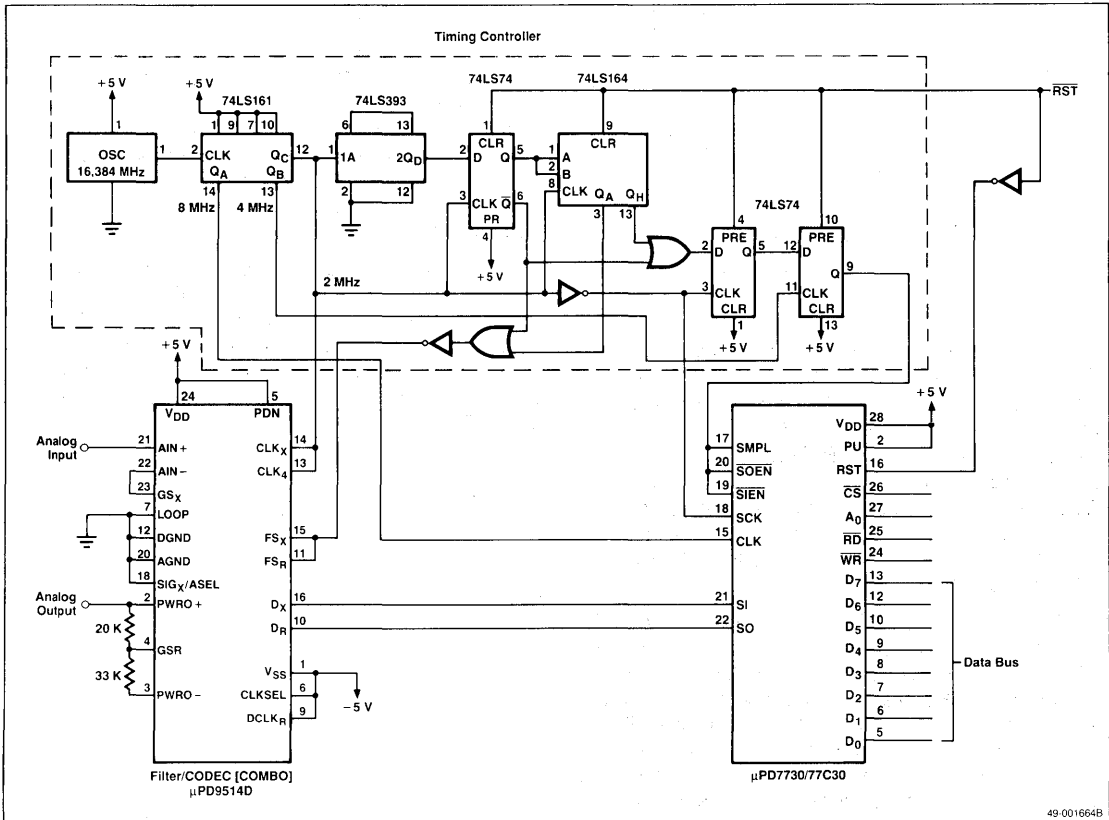 Timing Controller
74LS74
74LS164
+5 V
+5 V
74LS161
74LS393
RST
1
1 9 7 10
6 13
1
9
OSC
16,384 MHz
1
2
CLK
QA
QC
QB
12
1
1A
2QD
2
D
CLR
Q
5
1
2
8
A
B
CLK
CLR
QA
QH
14
13
2
12
3
CLK
Q
6
PR
4
3
13
8 MHz
4 MHz
+5 V
74LS74
4
10
2
PRE
D
Q
5
12
PRE
D
Q
9
2 MHz
3
CLK
CLR
11
CLK
CLR
1
13
+5 V
+5 V
+5 V
24
5
VDD
PDN
+5 V
Analog
Input
21
AIN+
CLKX
14
22
AIN-
CLK4
13
23
GSX
7
LOOP
12
DGND
FSX
15
20
AGND
FSR
11
18
SIGX/ASEL
Analog
Output
2
PWRO+
DX
16
20 K
DR
10
4
GSR
33 K
VSS
1
CLKSEL
6
-5 V
3
PWRO-
DCLKR
9
Filter/CODEC [COMBO]
µPD9514D
VDD
28
17
SMPL
PU
2
20
SOEN
RST
16
19
SIEN
CS
26
18
SCK
A0
27
15
CLK
RD
25
WR
24
D7
13
21
SI
D6
12
22
SO
D5
10
D4
9
D3
8
Data Bus
D2
7
D1
6
D0
5
µPD7730/77C30
49-001664B